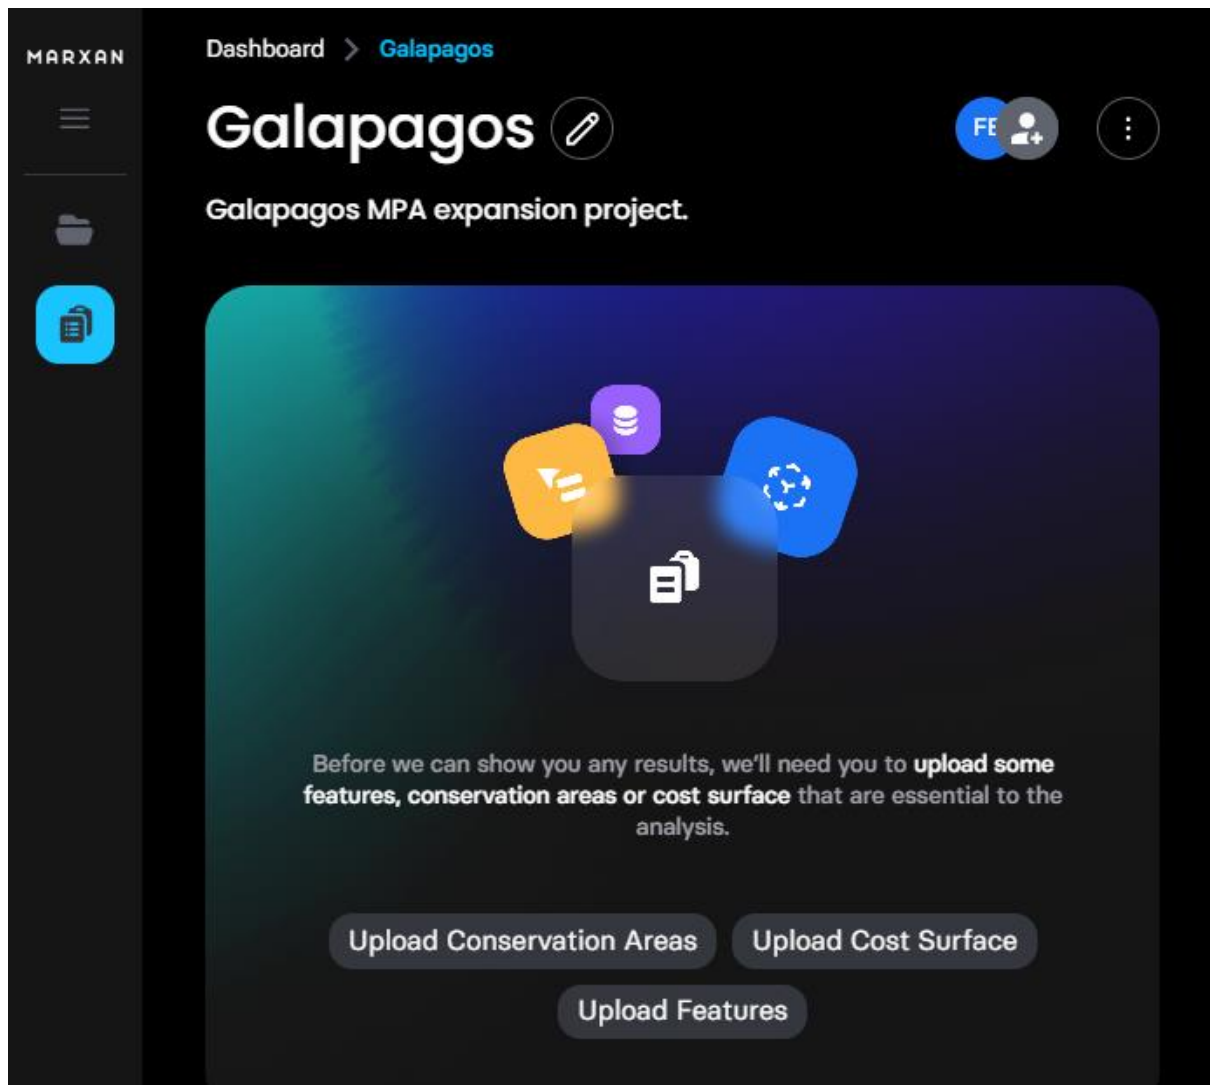 MARXAN
Dashboard > Galapagos
Galapagos
FE
Galapagos MPA expansion project.
Before we can show you any results, we'll need you to upload some
features, conservation areas or cost surface that are essential to the
analysis.
Upload Conservation Areas
Upload Cost Surface
Upload Features